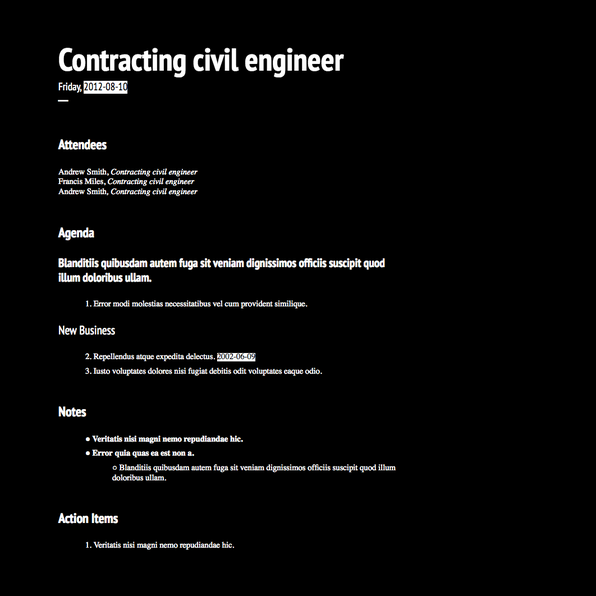 Contracting civil engineer
Friday, 2012-08-10
—
Attendees
Andrew Smith, Contracting civil engineer
Francis Miles, Contracting civil engineer
Andrew Smith, Contracting civil engineer
Agenda
Blanditiis quibusdam autem fuga sit veniam dignissimos officiis suscipit quod
illum doloribus ullam.
1. Error modi molestias necessitatibus vel cum provident similique.
New Business
2. Repellendus atque expedita delectus. 2002-06-09
3. Iusto voluptates dolores nisi fugiat debitis odit voluptates eaque odio.
Notes
● Veritatis nisi magni nemo repudiandae hic.
● Error quia quas ea est non a.
○ Blanditiis quibusdam autem fuga sit veniam dignissimos officiis suscipit quod illum
doloribus ullam.
Action Items
1. Veritatis nisi magni nemo repudiandae hic.